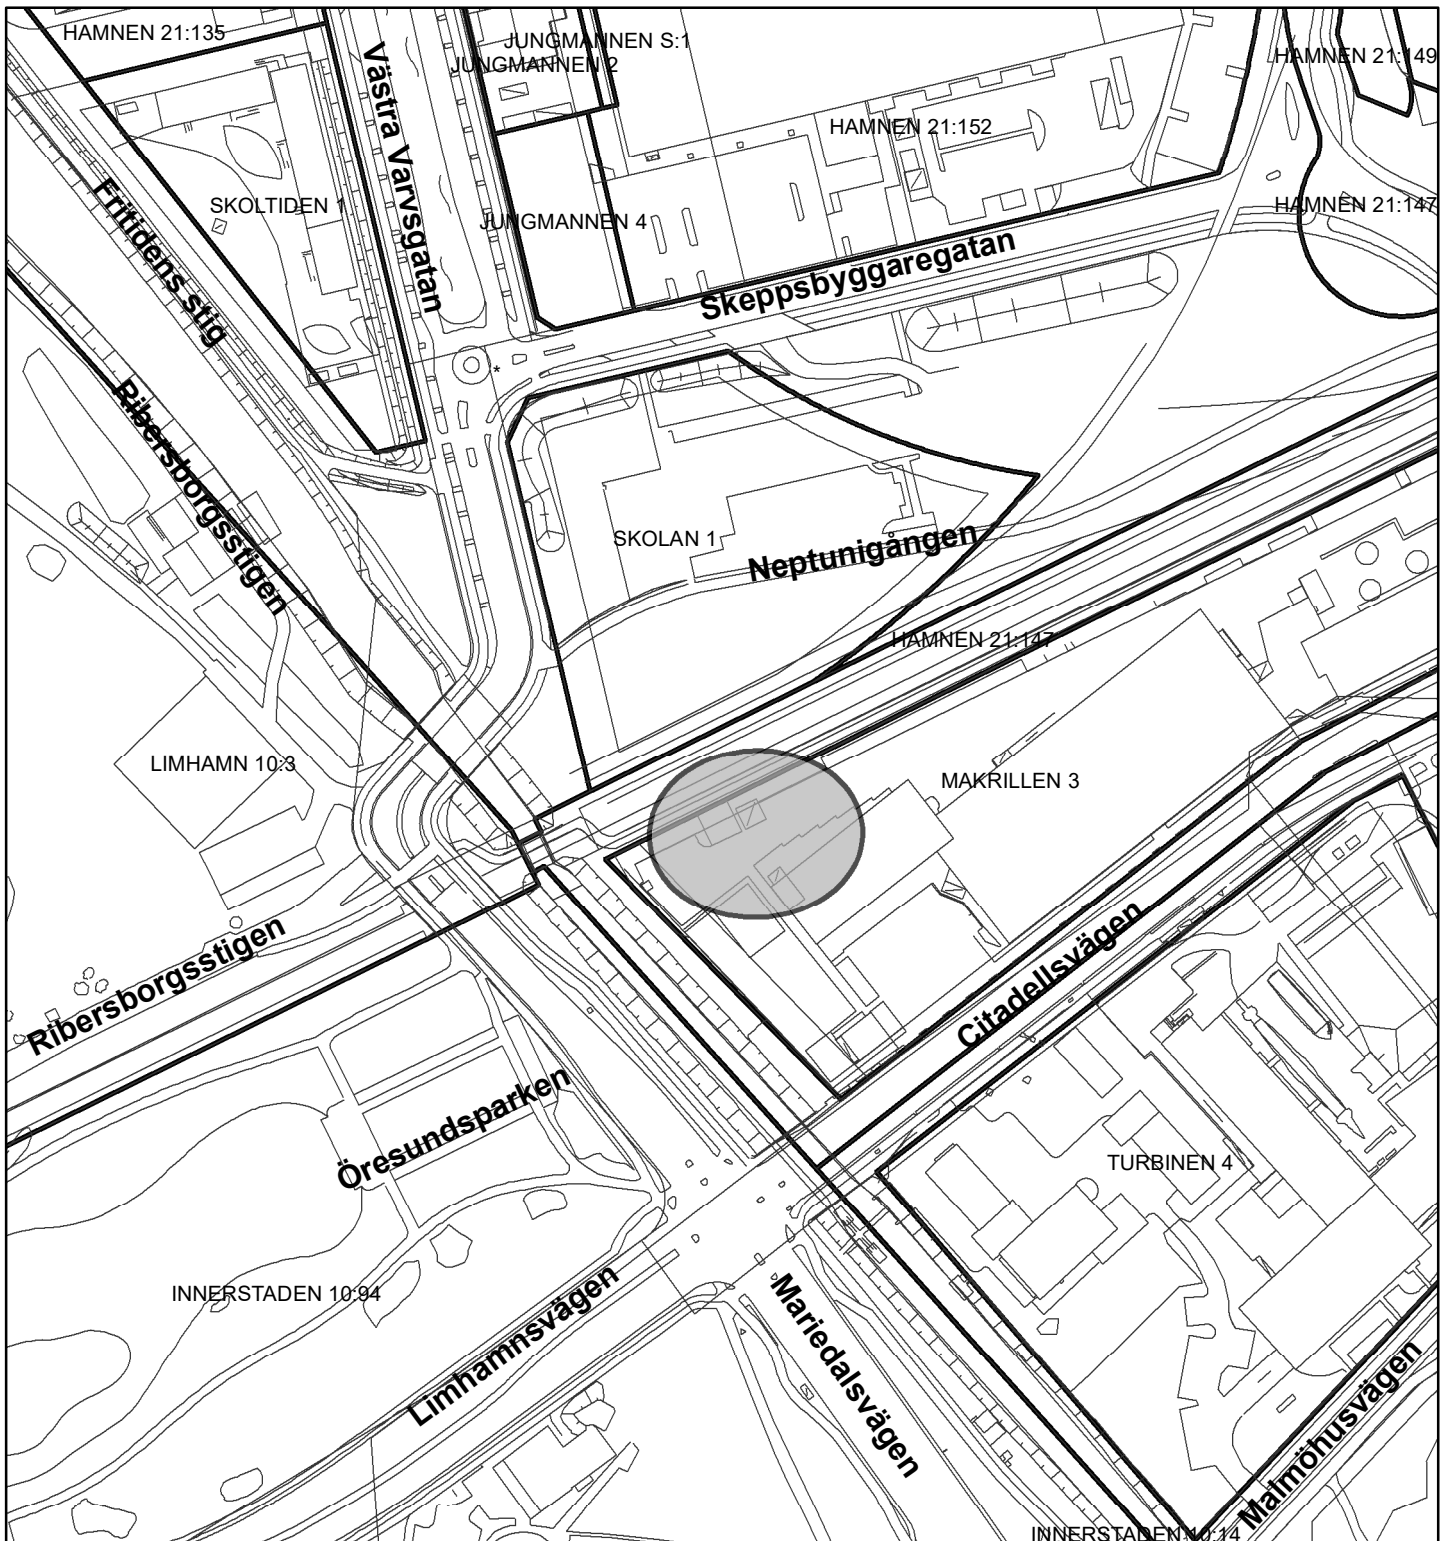 HAMNEN 21:135
JUNGMANNEN S:1
JUNGMANNEN 2
HAMNEN 21:149
Västra Varvsgatan
HAMNEN 21:152
SKOLTIDEN 1
JUNGMANNEN 4
HAMNEN 21:147
Fritidens stig
Skeppsbyggaregatan
*
Ribersborgsstigen
SKOLAN 1
Neptunigången
HAMNEN 21:147
LIMHAMN 10:3
MAKRILLEN 3
Ribersborgsstigen
Citadellsvägen
Öresundsparken
TURBINEN 4
INNERSTADEN 10:94
Limhamnsvägen
Mariedalsvägen
Malmöhusvägen
INNERSTADEN 10:14